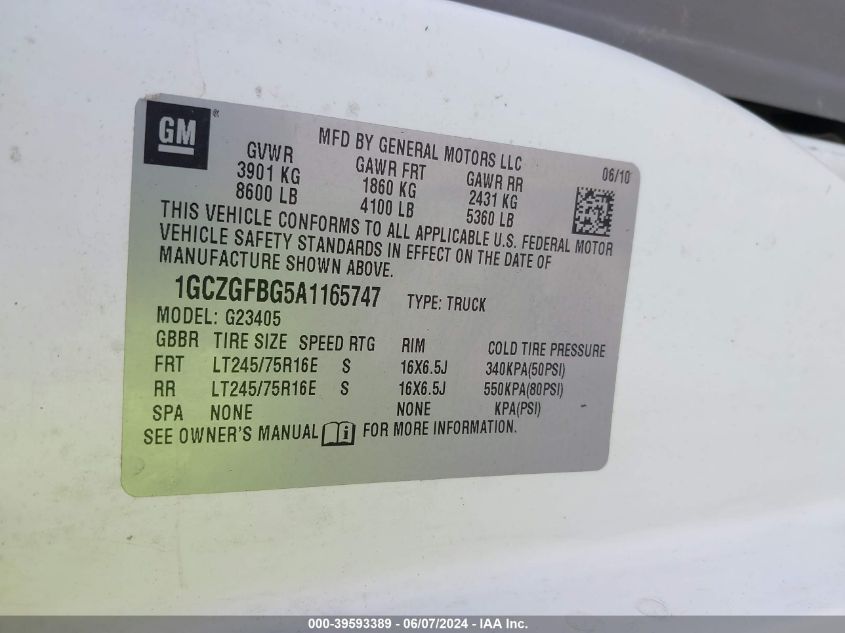 GM ®
MFD BY GENERAL MOTORS LLC
06/10
GVWR GAWR FRT GAWR RR
3901 KG 1860 KG 2431 KG
8600 LB 4100 LB 5360 LB
THIS VEHICLE CONFORMS TO ALL APPLICABLE U.S. FEDERAL MOTOR
VEHICLE SAFETY STANDARDS IN EFFECT ON THE DATE OF
MANUFACTURE SHOWN ABOVE.
1GCZGFBG5A1165747 TYPE: TRUCK
MODEL: G23405
GBBR TIRE SIZE SPEED RTG RIM COLD TIRE PRESSURE
FRT LT245/75R16E S 16X6.5J 340KPA(50PSI)
RR LT245/75R16E S 16X6.5J 550KPA(80PSI)
SPA NONE NONE KPA(PSI)
SEE OWNER'S MANUAL i FOR MORE INFORMATION.
000-39593389 - 06/07/2024 - IAA Inc.